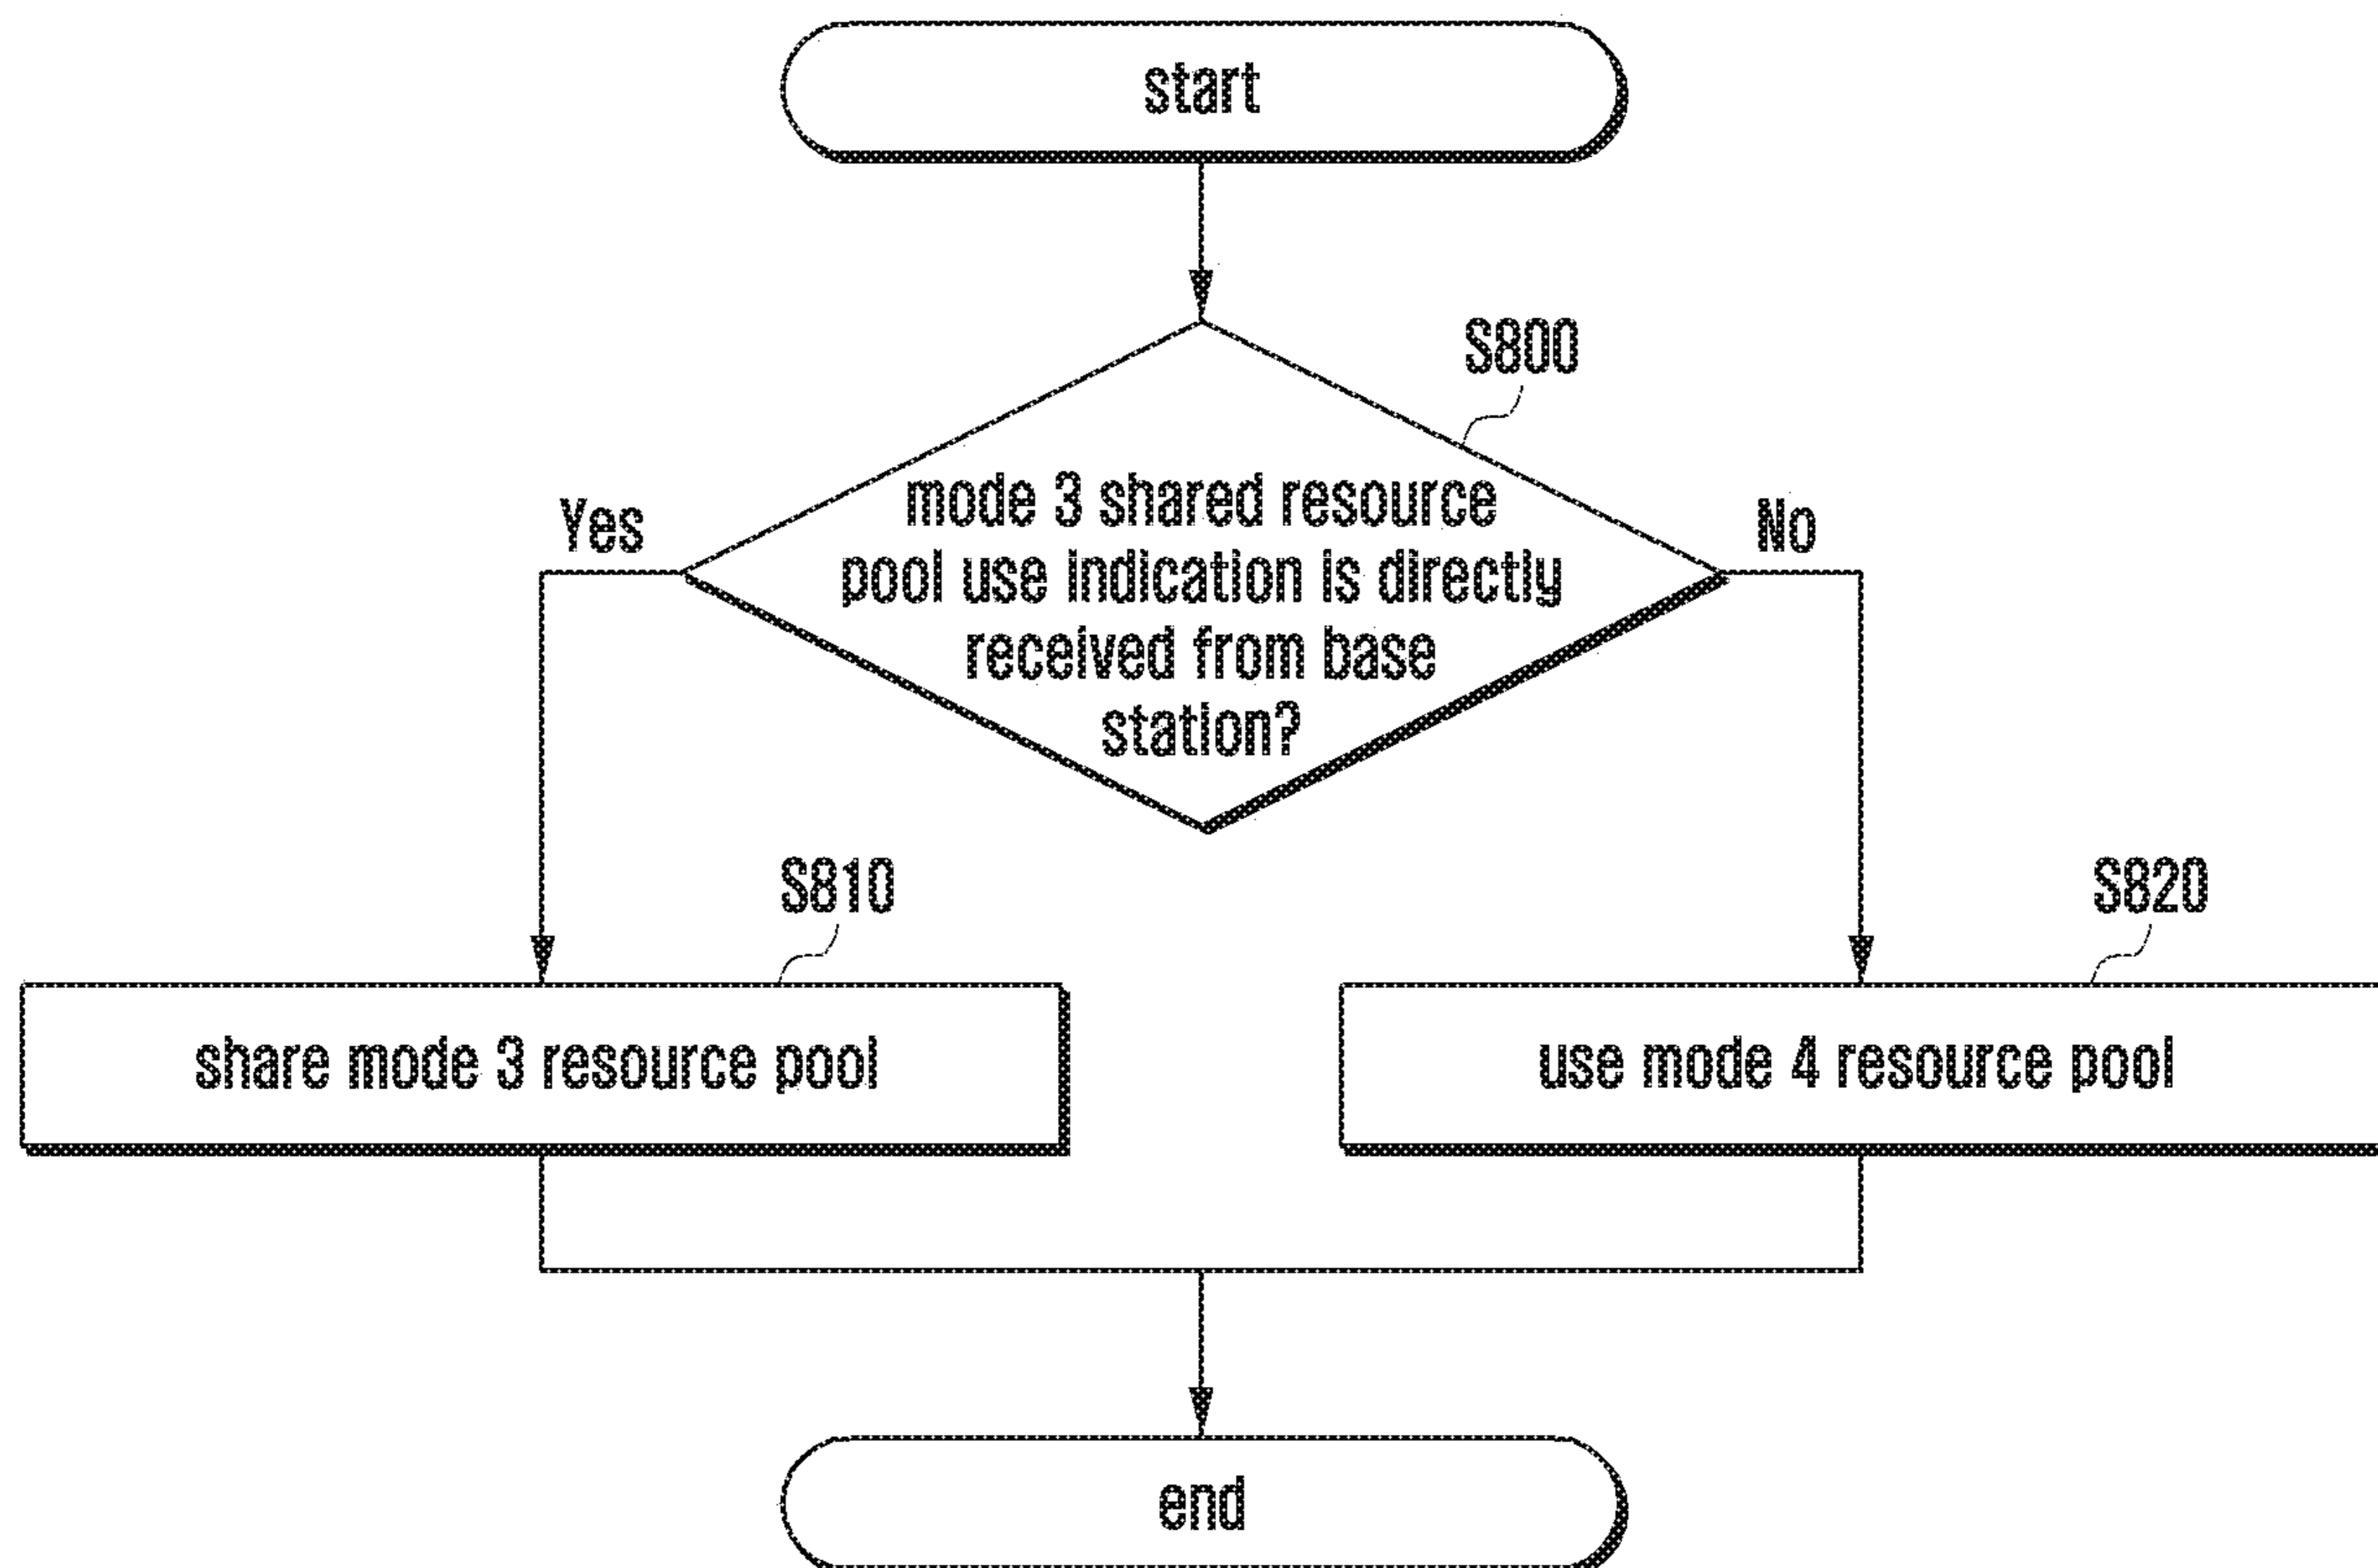 start
S800
mode 3 shared resource
pool use indication is directly
received from base
station?
Yes
No
S810
S820
share mode 3 resource pool
use mode 4 resource pool
end